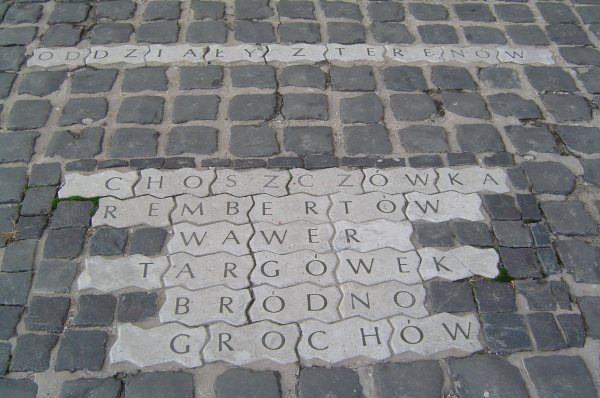 ODDZIAŁY Z TERENÓW
CHOSZCZÓWKA
REMBERTÓW
WAWER
TARGÓWEK
BRÓDNO
GROCHÓW